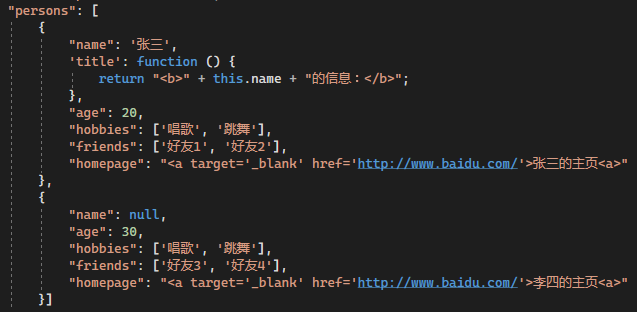 "persons": [
{
"name": '张三',
'title': function () {
return "<b>" + this.name + "的信息：</b>";
},
"age": 20,
"hobbies": ['唱歌', '跳舞'],
"friends": ['好友1', '好友2'],
"homepage": "<a target='_blank' href='http://www.baidu.com/'>张三的主页<a>"
},
{
"name": null,
"age": 30,
"hobbies": ['唱歌', '跳舞'],
"friends": ['好友3', '好友4'],
"homepage": "<a target='_blank' href='http://www.baidu.com/'>李四的主页<a>"
}]